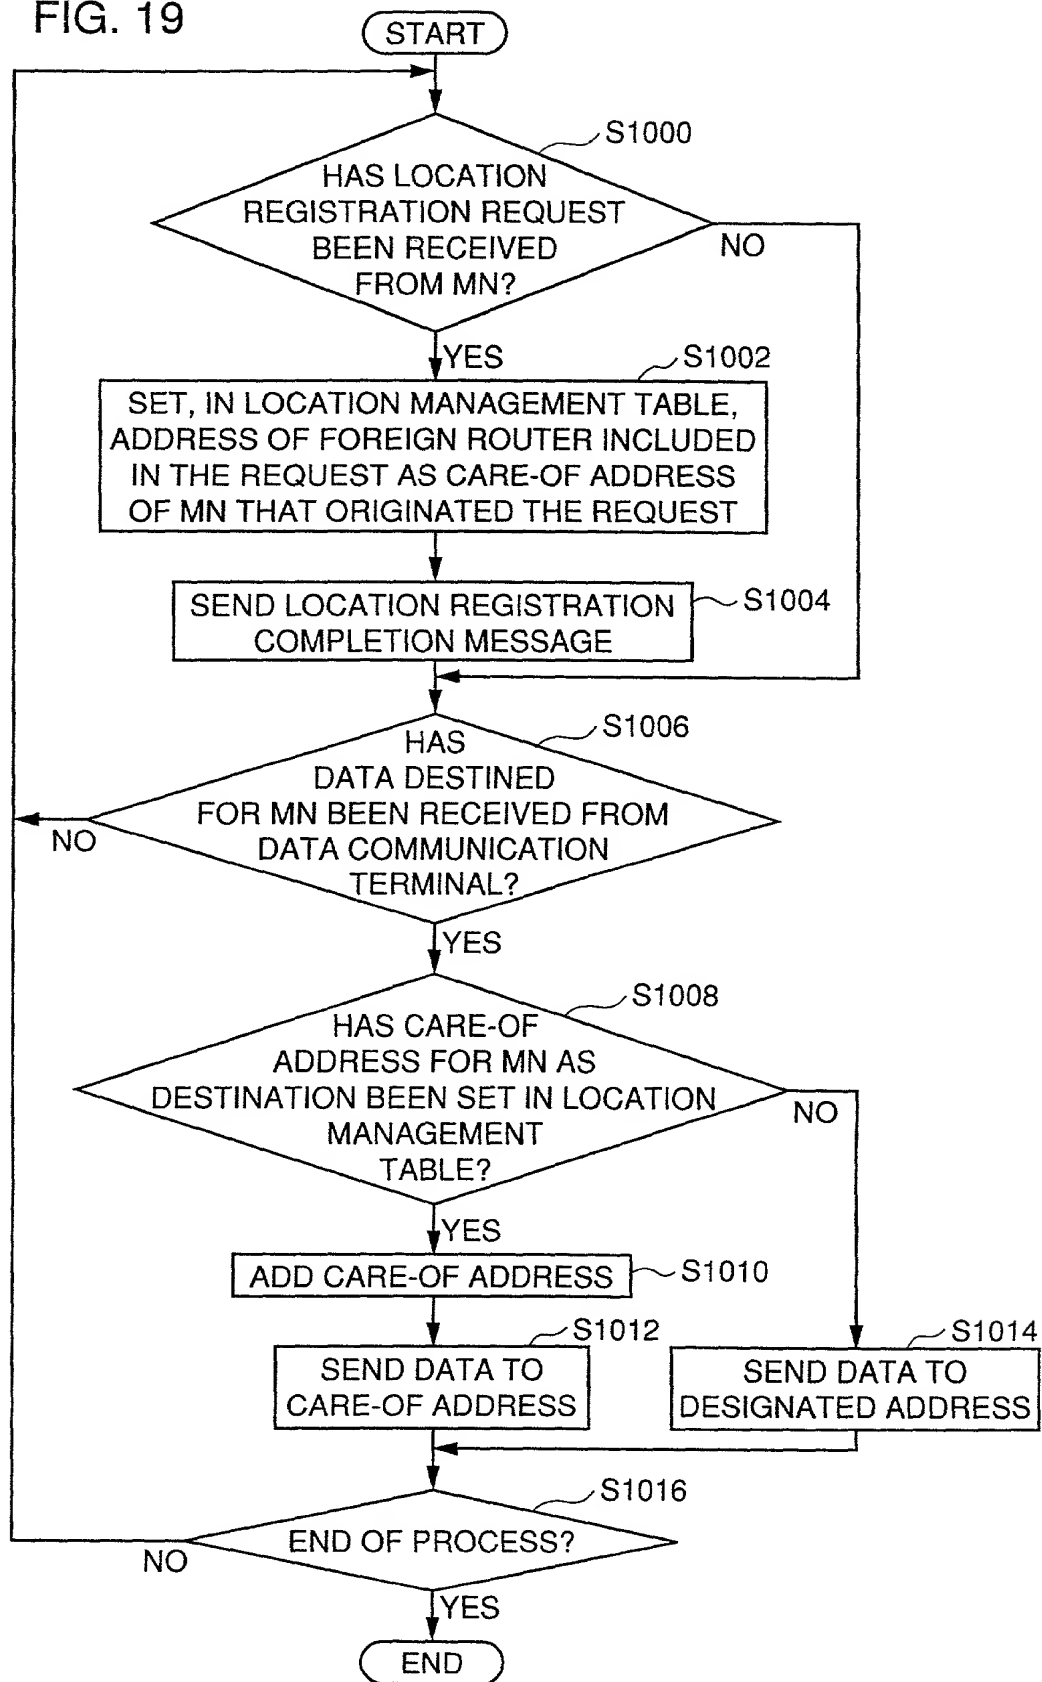 FIG. 19
START
S1000
HAS LOCATION
REGISTRATION REQUEST
BEEN RECEIVED
FROM MN?
NO
YES
S1002
SET, IN LOCATION MANAGEMENT TABLE,
ADDRESS OF FOREIGN ROUTER INCLUDED
IN THE REQUEST AS CARE-OF ADDRESS
OF MN THAT ORIGINATED THE REQUEST
SEND LOCATION REGISTRATION
COMPLETION MESSAGE
S1004
S1006
HAS
DATA DESTINED
FOR MN BEEN RECEIVED FROM
DATA COMMUNICATION
TERMINAL?
NO
YES
S1008
HAS CARE-OF
ADDRESS FOR MN AS
DESTINATION BEEN SET IN LOCATION
MANAGEMENT
TABLE?
NO
YES
ADD CARE-OF ADDRESS
S1010
S1012
SEND DATA TO
CARE-OF ADDRESS
S1014
SEND DATA TO
DESIGNATED ADDRESS
S1016
END OF PROCESS?
NO
YES
END